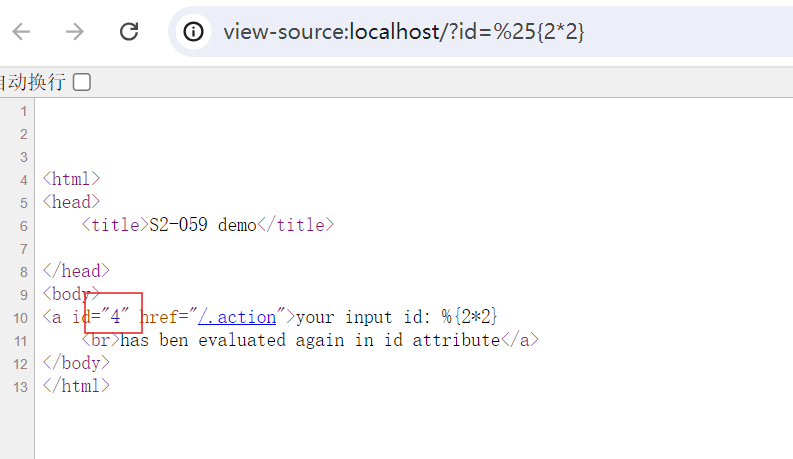 view-source:localhost/?id=%25{2*2}
自动换行
1
2
3
4 <html>
5 <head>
6 <title>S2-059 demo</title>
7
8 </head>
9 <body>
10 <a id="4" href="/.action">your input id: %{2*2}
11 <br>has ben evaluated again in id attribute</a>
12 </body>
13 </html>